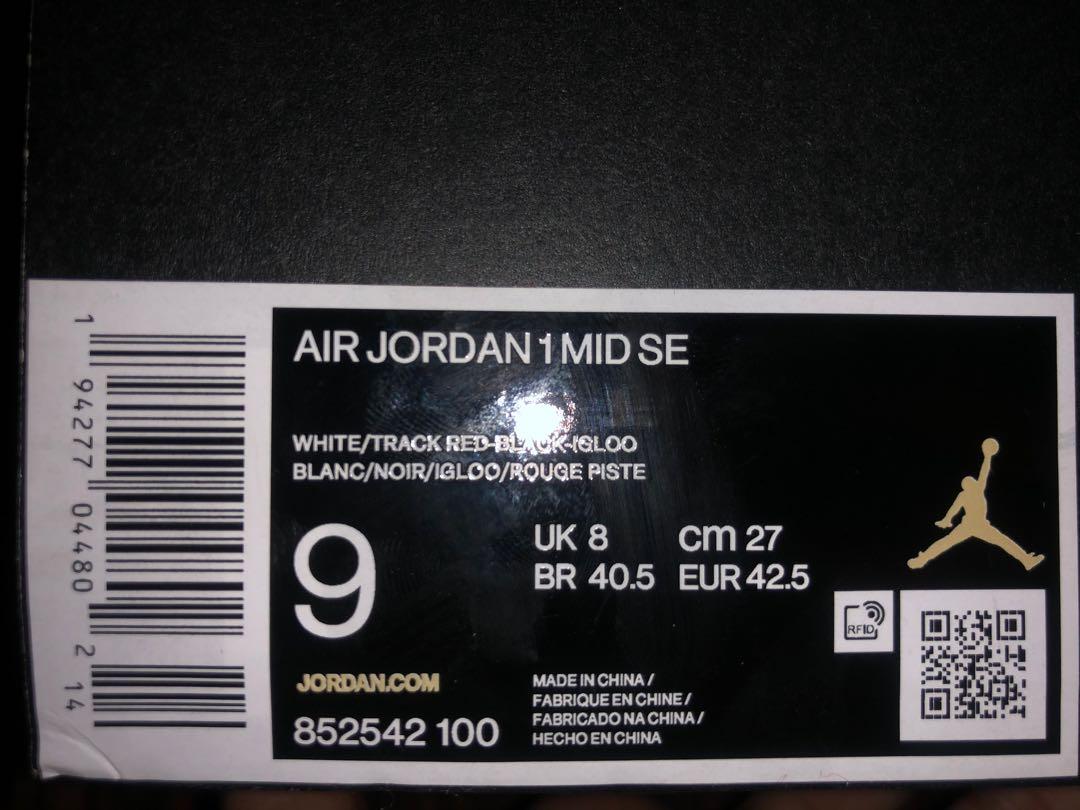 AIR JORDAN 1 MID SE
WHITE/TRACK RED-BLACK-IGLOO
BLANC/NOIR/IGLOO/ROUGE PISTE
9
UK 8 cm 27
BR 40.5 EUR 42.5
RFID
JORDAN.COM
852542 100
MADE IN CHINA /
FABRIQUE EN CHINE /
FABRICADO NA CHINA /
HECHO EN CHINA
1 94277 04480 2 14